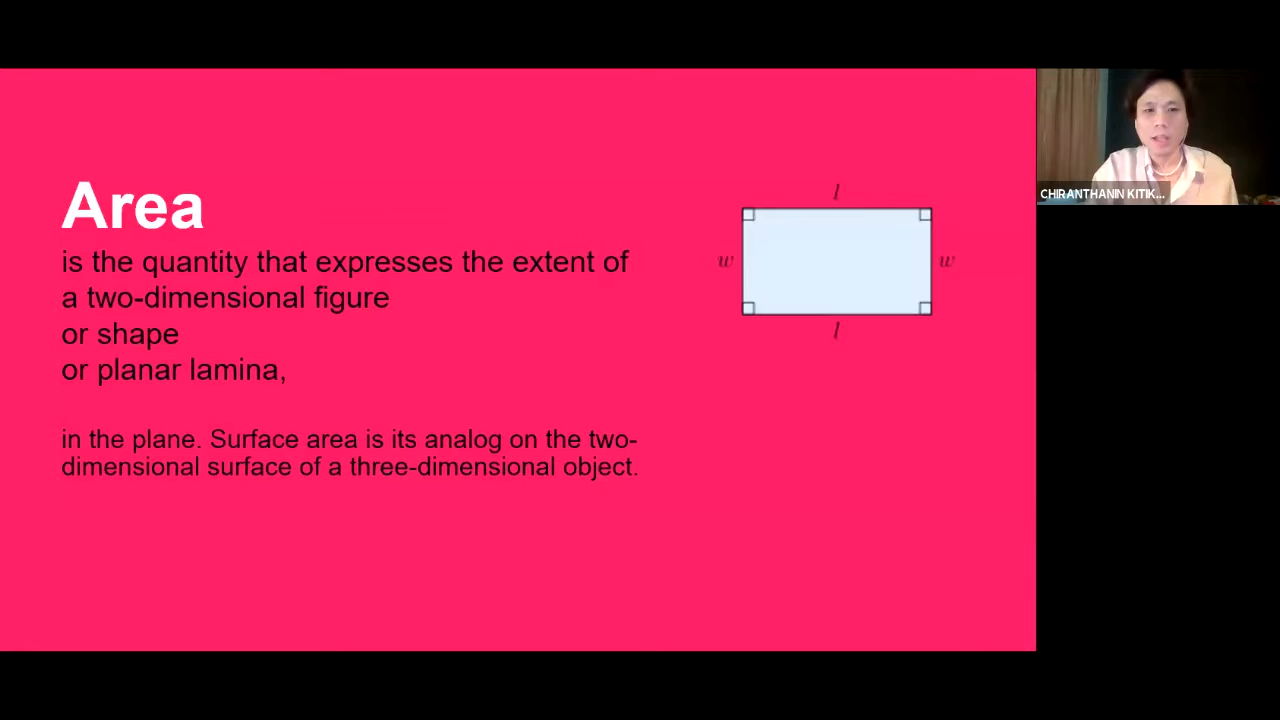 Area
is the quantity that expresses the extent of
a two-dimensional figure
or shape
or planar lamina,
in the plane. Surface area is its analog on the two-
dimensional surface of a three-dimensional object.
l
w
w
l
CHIRANTHANIN KITIK...